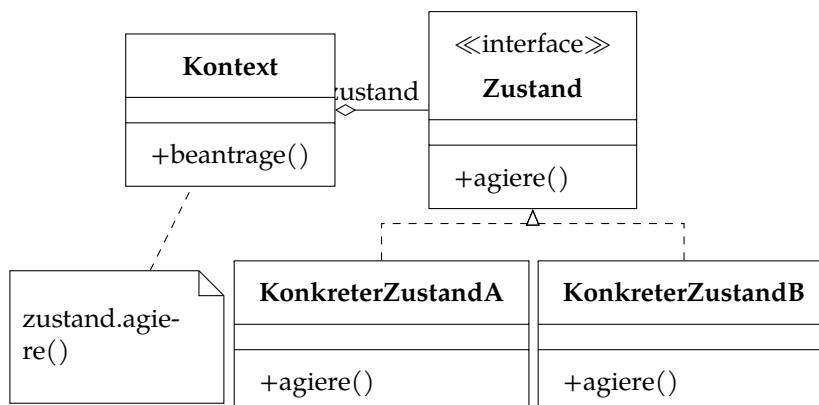 Kontext
+beantrage()
zustand
≪interface≫
Zustand
+agiere()
zustand.agie-
re()
KonkreterZustandA
+agiere()
KonkreterZustandB
+agiere()